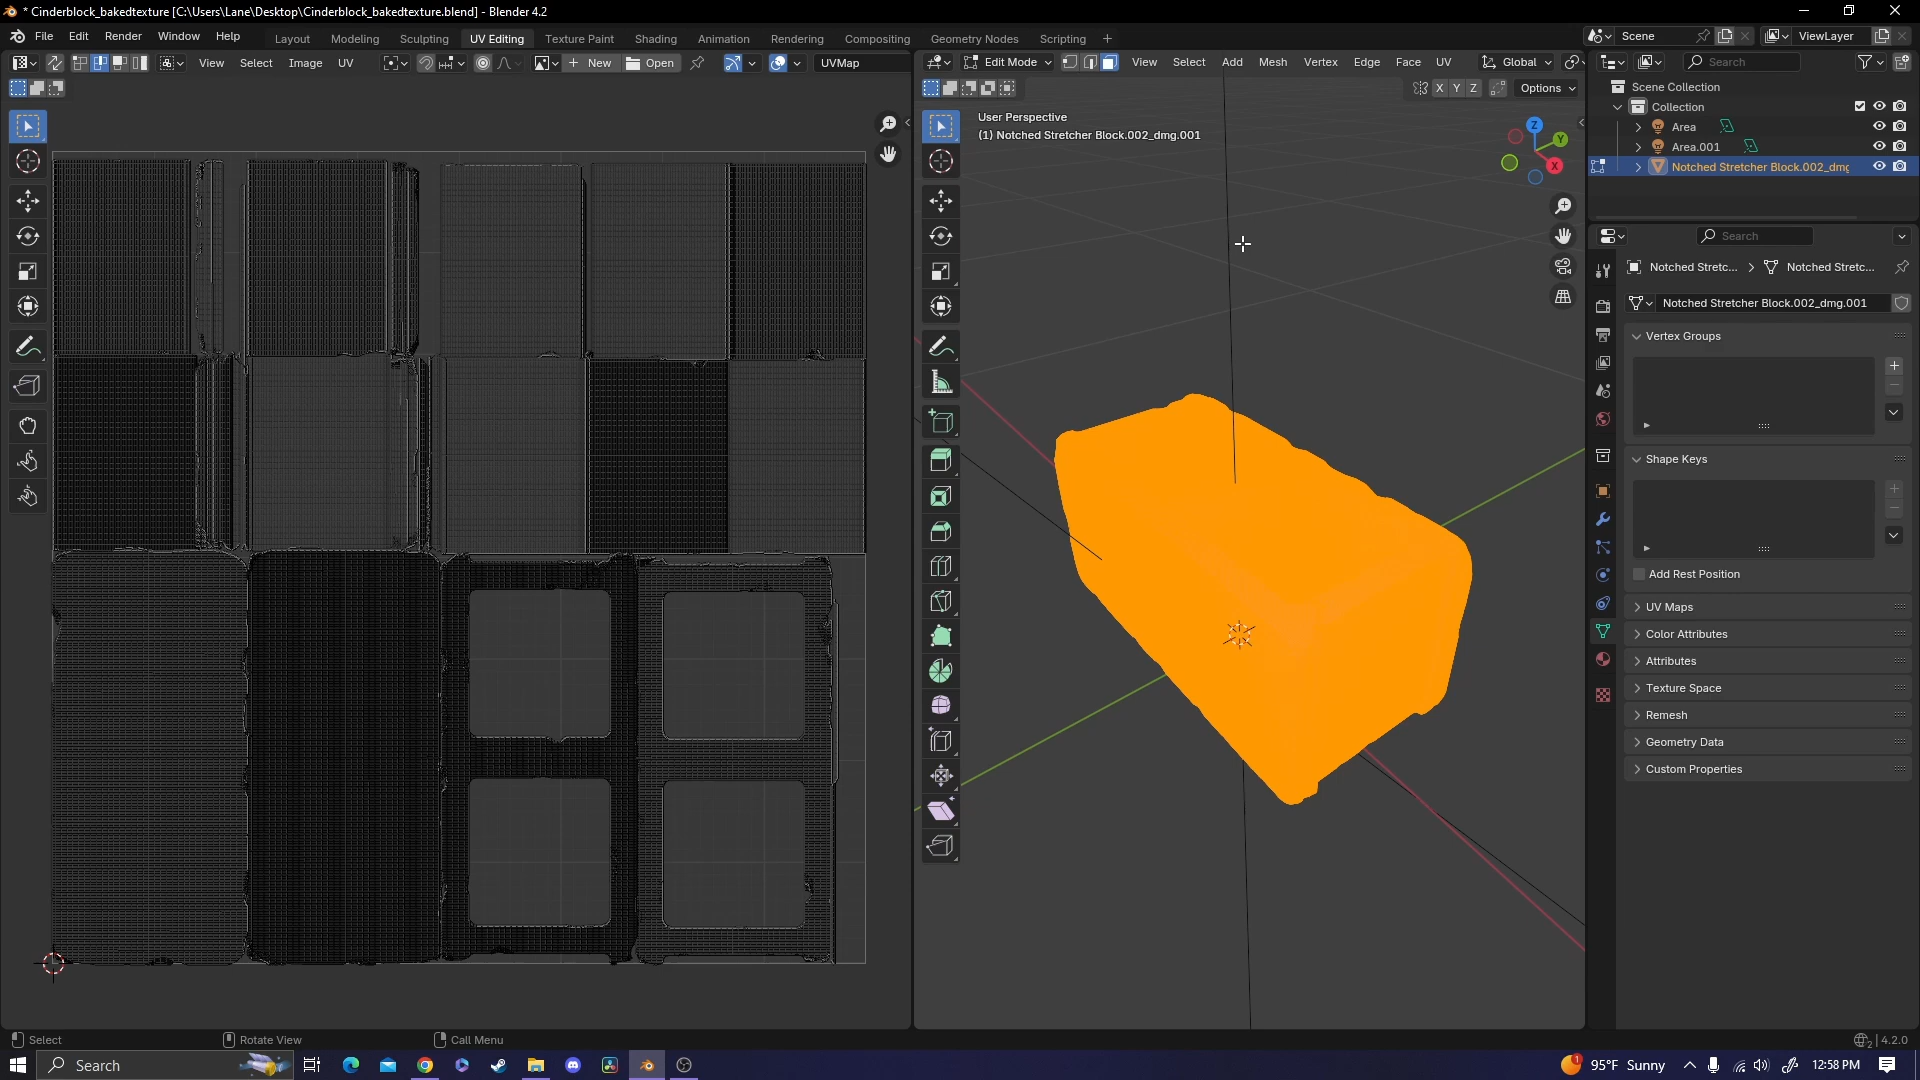 * Cinderblock_bakedtexture [C:\Users\Lane\Desktop\Cinderblock_bakedtexture.blend] - Blender 4.2
File Edit Render Window Help Layout Modeling Sculpting UV Editing Texture Paint Shading Animation Rendering Compositing Geometry Nodes Scripting + Scene ViewLayer
View Select Image UV New Open UVMap Edit Mode View Select Add Mesh Vertex Edge Face UV Global Search
X Y Z Options
Scene Collection
Collection
Area
Area.001
Notched Stretcher Block.002_dmg
User Perspective
(1) Notched Stretcher Block.002_dmg.001
Z
Y
X
Search
Notched Stretc... > Notched Stretc...
Notched Stretcher Block.002_dmg.001
Vertex Groups
Shape Keys
Add Rest Position
UV Maps
Color Attributes
Attributes
Texture Space
Remesh
Geometry Data
Custom Properties
Select Rotate View Call Menu 2 4.2.0
Search 1 95°F Sunny 12:58 PM